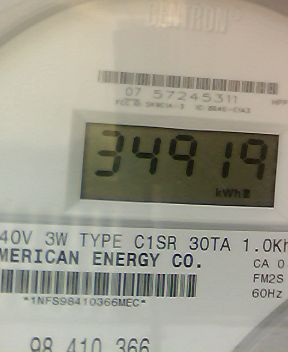 CENTRON
07 57245311
34919
kWh
40V 3W TYPE C1SR 30TA 1.0Kh
MERICAN ENERGY CO.
CA 0
FM2S
60Hz
*1NFS98410366MEC*
98 410 366